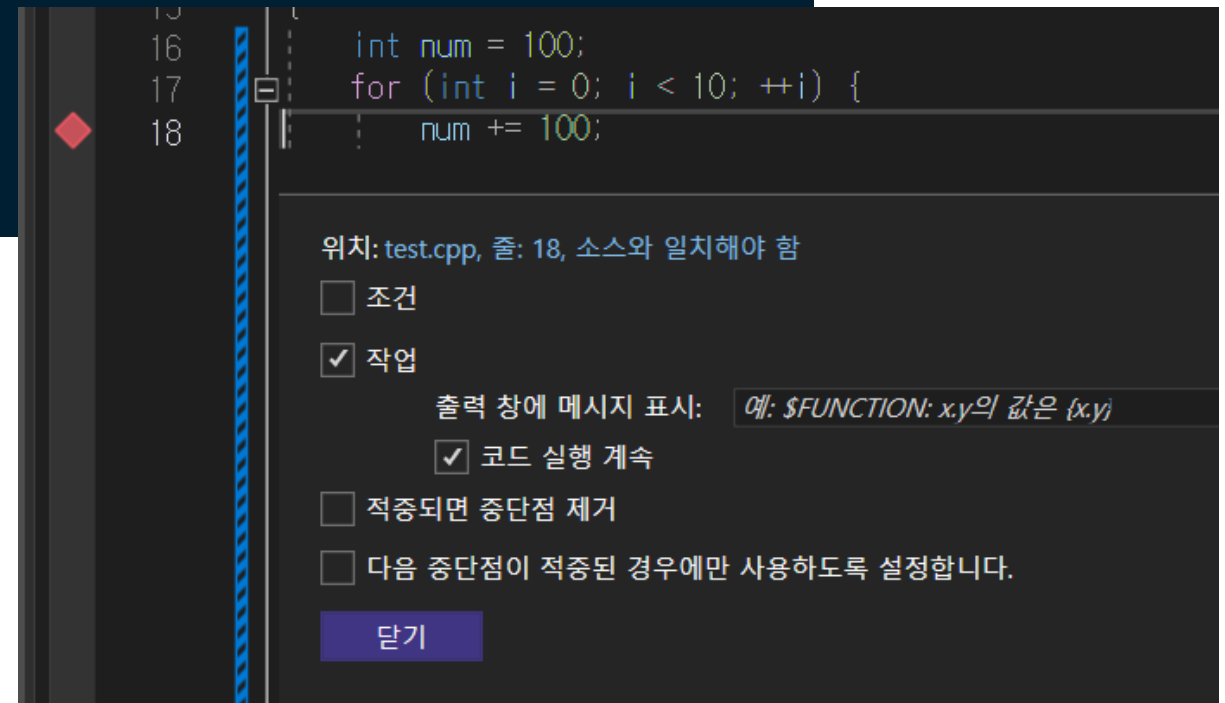 16 int num = 100;
17 for (int i = 0; i < 10; ++i) {
18 num += 100;
위치: test.cpp, 줄: 18, 소스와 일치해야 함
조건
작업
출력 창에 메시지 표시: 예: $FUNCTION: x.y의 값은 {x.y}
코드 실행 계속
적중되면 중단점 제거
다음 중단점이 적중된 경우에만 사용하도록 설정합니다.
닫기